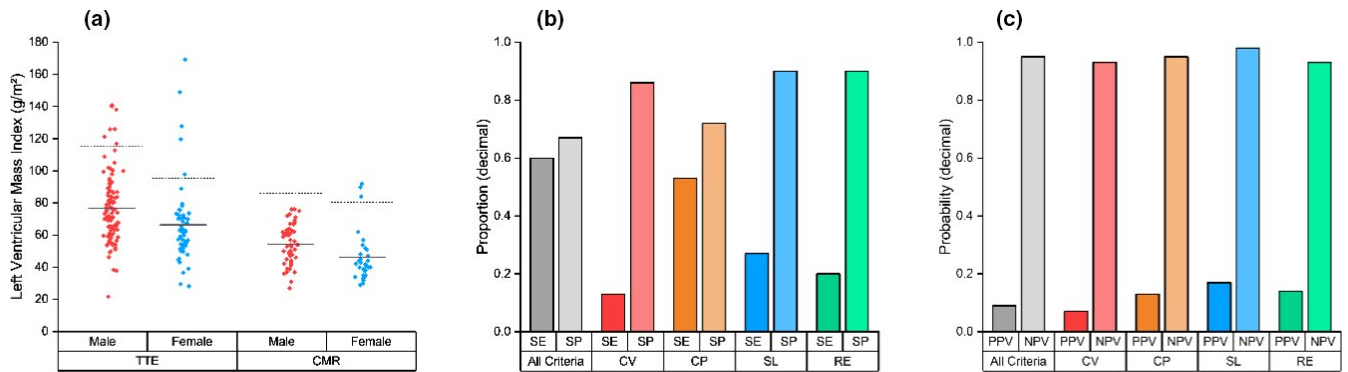 (a)
Left Ventricular Mass Index (g/m²)
180
160
140
120
100
80
60
40
20
0
Male Female Male Female
TTE CMR
(b)
Proportion (decimal)
1.0
0.8
0.6
0.4
0.2
0.0
SE SP SE SP SE SP SE SP SE SP
All Criteria CV CP SL RE
(c)
Probability (decimal)
1.0
0.8
0.6
0.4
0.2
0.0
PPV NPV PPV NPV PPV NPV PPV NPV PPV NPV
All Criteria CV CP SL RE